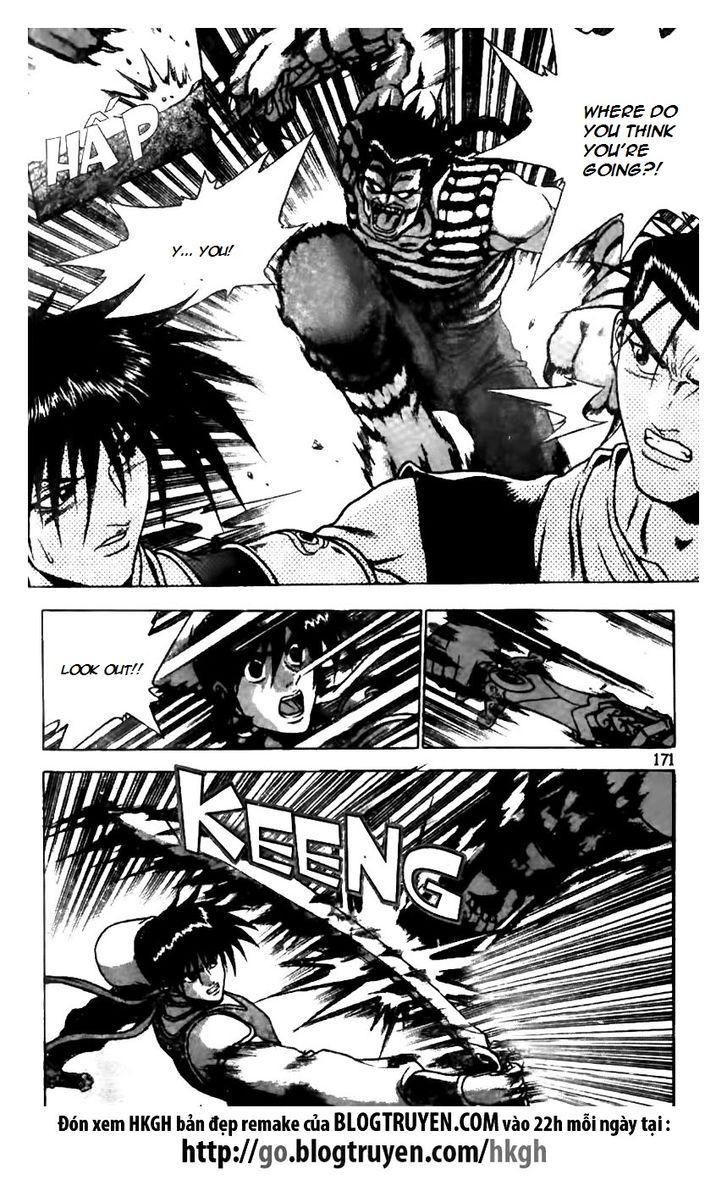 HẤP
WHERE DO
YOU THINK
YOU'RE
GOING?!
Y... YOU!
LOOK OUT!!
171
KEENG
Đón xem HKGH bản đẹp remake của BLOGTRUYEN.COM vào 22h mỗi ngày tại :
http://go.blogtruyen.com/hkgh